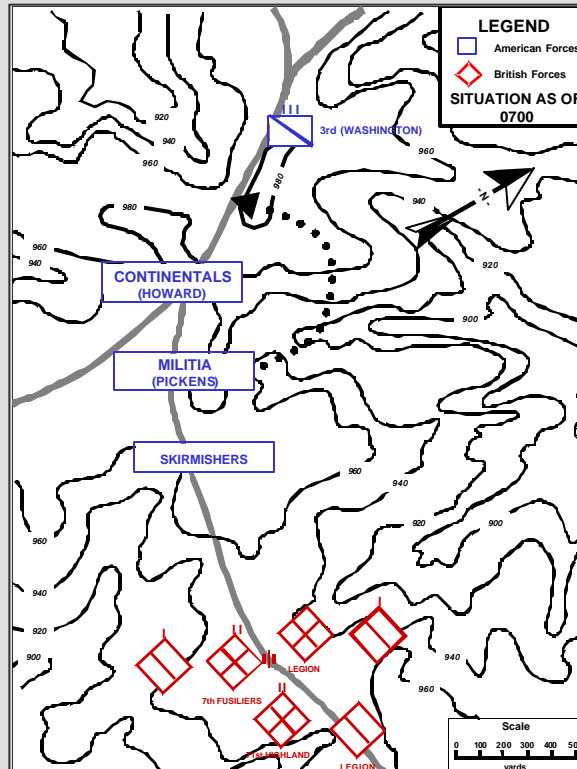 LEGEND
American Forces
British Forces
SITUATION AS OF
0700
III
3rd (WASHINGTON)
920
940
960
960
980
980
940
-N-
960
940
920
900
CONTINENTALS
(HOWARD)
MILITIA
(PICKENS)
SKIRMISHERS
960
940
920
900
960
940
920
900
I
II
I
LEGION
7th FUSILIERS
940
960
II
71st HIGHLAND
LEGION
Scale
0 100 200 300 400 500
yards